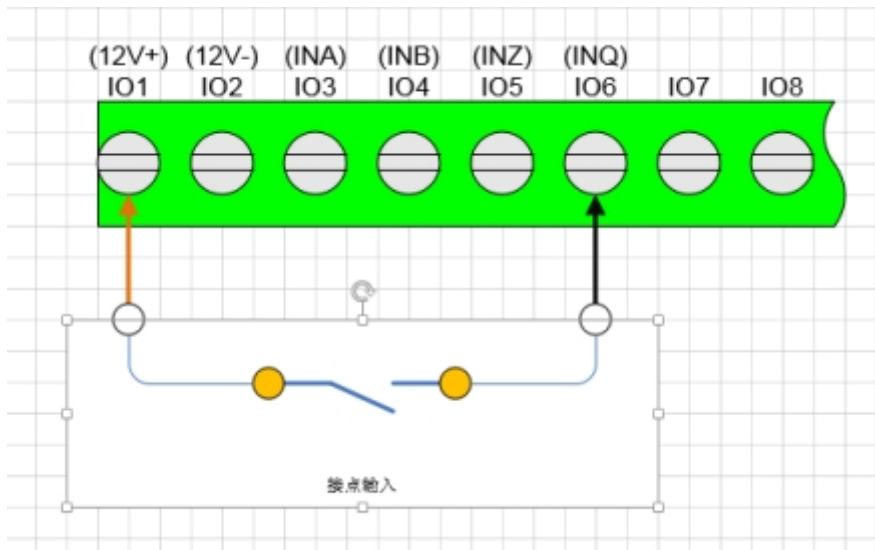 (12V+) (12V-) (INA) (INB) (INZ) (INQ)
IO1 IO2 IO3 IO4 IO5 IO6 IO7 IO8
接点输入